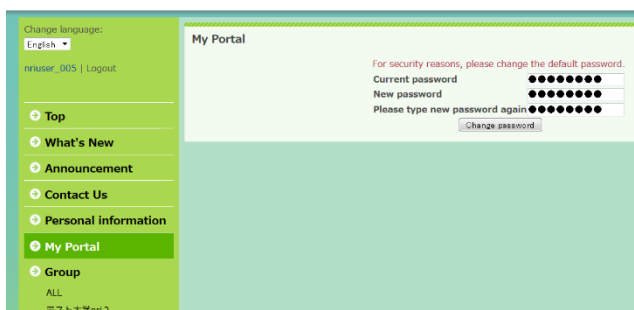 Change language:
English
nriuser_005 | Logout
Top
What's New
Announcement
Contact Us
Personal information
My Portal
Group
ALL
My Portal
For security reasons, please change the default password.
Current password ●●●●●●●●
New password ●●●●●●●●
Please type new password again ●●●●●●●●
Change password